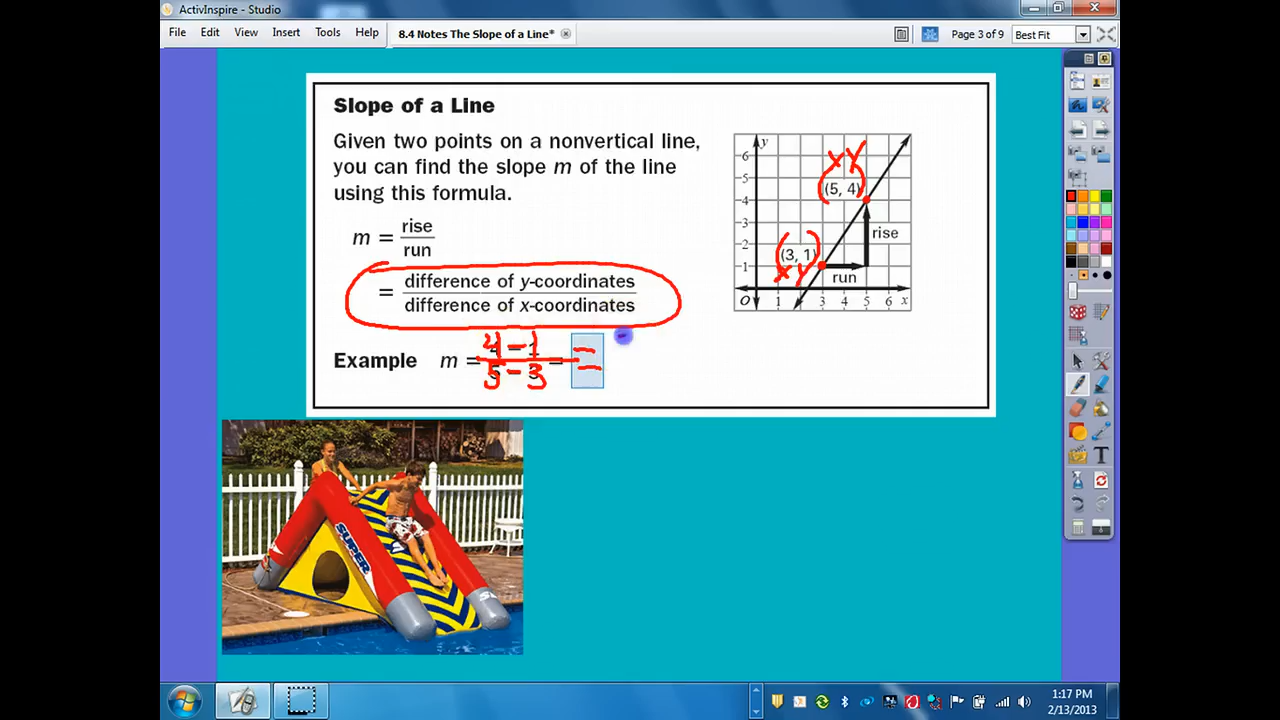 ActivInspire - Studio
File Edit View Insert Tools Help 8.4 Notes The Slope of a Line* Page 3 of 9 Best Fit
Slope of a Line
Given two points on a nonvertical line,
you can find the slope m of the line
using this formula.
m = rise
run
= difference of y-coordinates
difference of x-coordinates
Example m = 4 - 1
5 - 3
= =
y
6
x y
5
(5, 4)
4
3
rise
2
(3, 1)
1
x y
run
O 1 3 4 5 6 x
SUPER
1:17 PM
2/13/2013